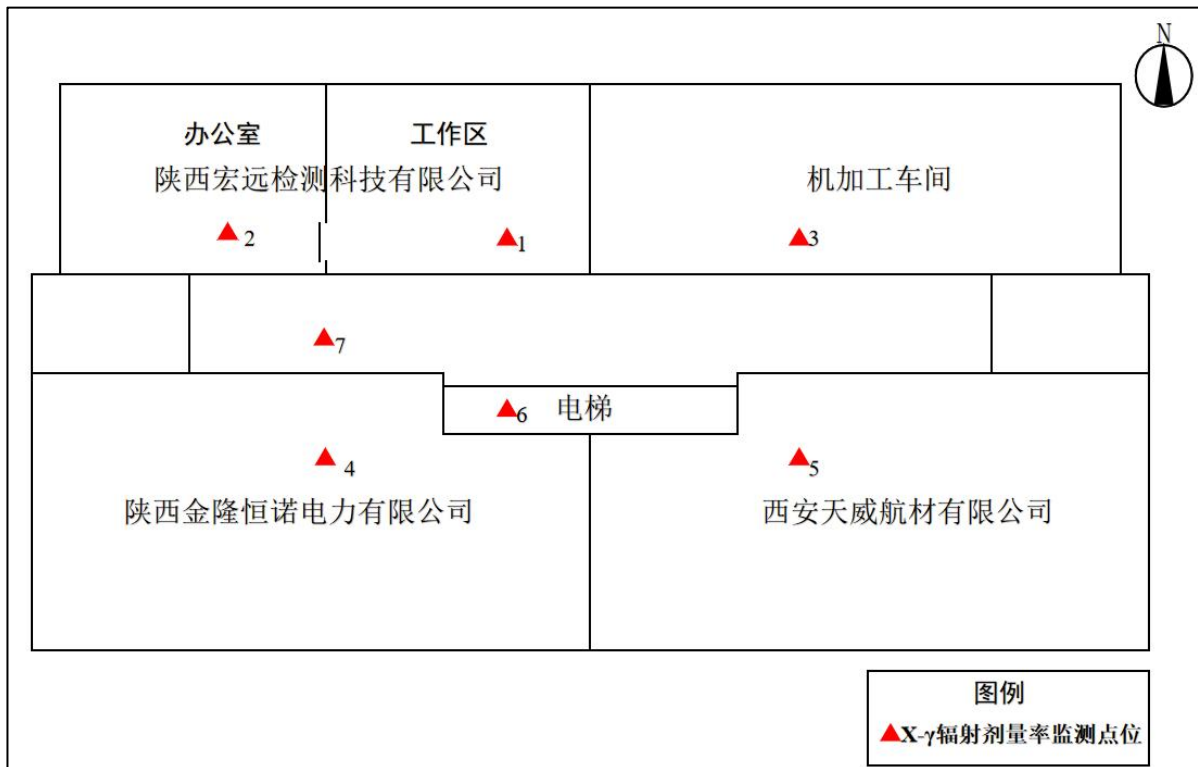 N
办公室 工作区
陕西宏远检测科技有限公司
机加工车间
2
1
3
7
6 电梯
4
5
陕西金隆恒诺电力有限公司
西安天威航材有限公司
图例
X-γ辐射剂量率监测点位